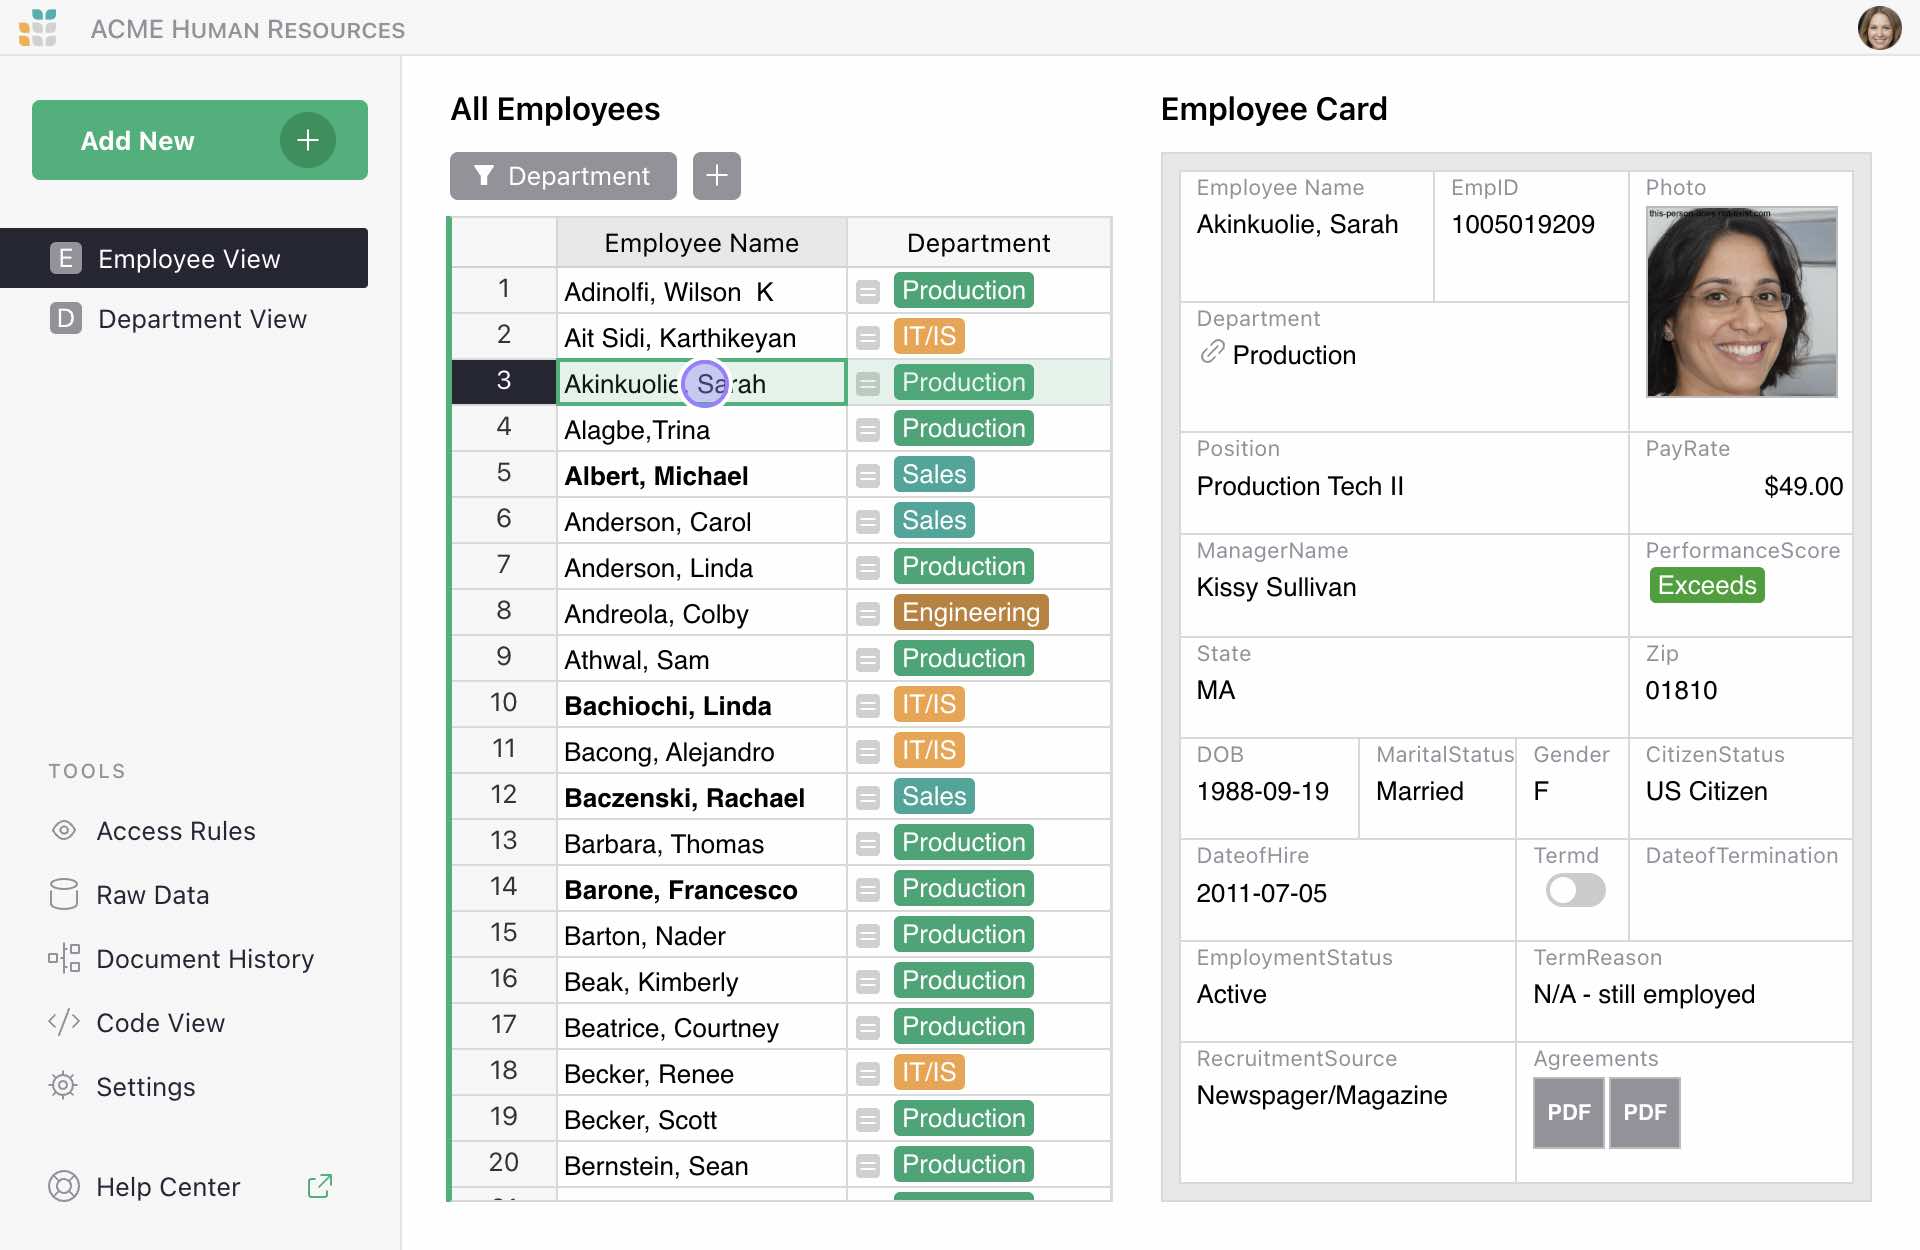 ACME HUMAN RESOURCES
Add New
E Employee View
D Department View
TOOLS
Access Rules
Raw Data
Document History
Code View
Settings
Help Center
All Employees
Department
Employee Name Department
1 Adinolfi, Wilson  K Production
2 Ait Sidi, Karthikeyan IT/IS
3 Akinkuolie, Sarah Production
4 Alagbe,Trina Production
5 Albert, Michael Sales
6 Anderson, Carol Sales
7 Anderson, Linda Production
8 Andreola, Colby Engineering
9 Athwal, Sam Production
10 Bachiochi, Linda IT/IS
11 Bacong, Alejandro IT/IS
12 Baczenski, Rachael Sales
13 Barbara, Thomas Production
14 Barone, Francesco Production
15 Barton, Nader Production
16 Beak, Kimberly Production
17 Beatrice, Courtney Production
18 Becker, Renee IT/IS
19 Becker, Scott Production
20 Bernstein, Sean Production
Employee Card
Employee Name EmpID Photo
Akinkuolie, Sarah 1005019209
this-person-does-not-exist.com
Department
Production
Position PayRate
Production Tech II $49.00
ManagerName PerformanceScore
Kissy Sullivan Exceeds
State Zip
MA 01810
DOB MaritalStatus Gender CitizenStatus
1988-09-19 Married F US Citizen
DateofHire Termd DateofTermination
2011-07-05
EmploymentStatus TermReason
Active N/A - still employed
RecruitmentSource Agreements
Newspager/Magazine PDF PDF